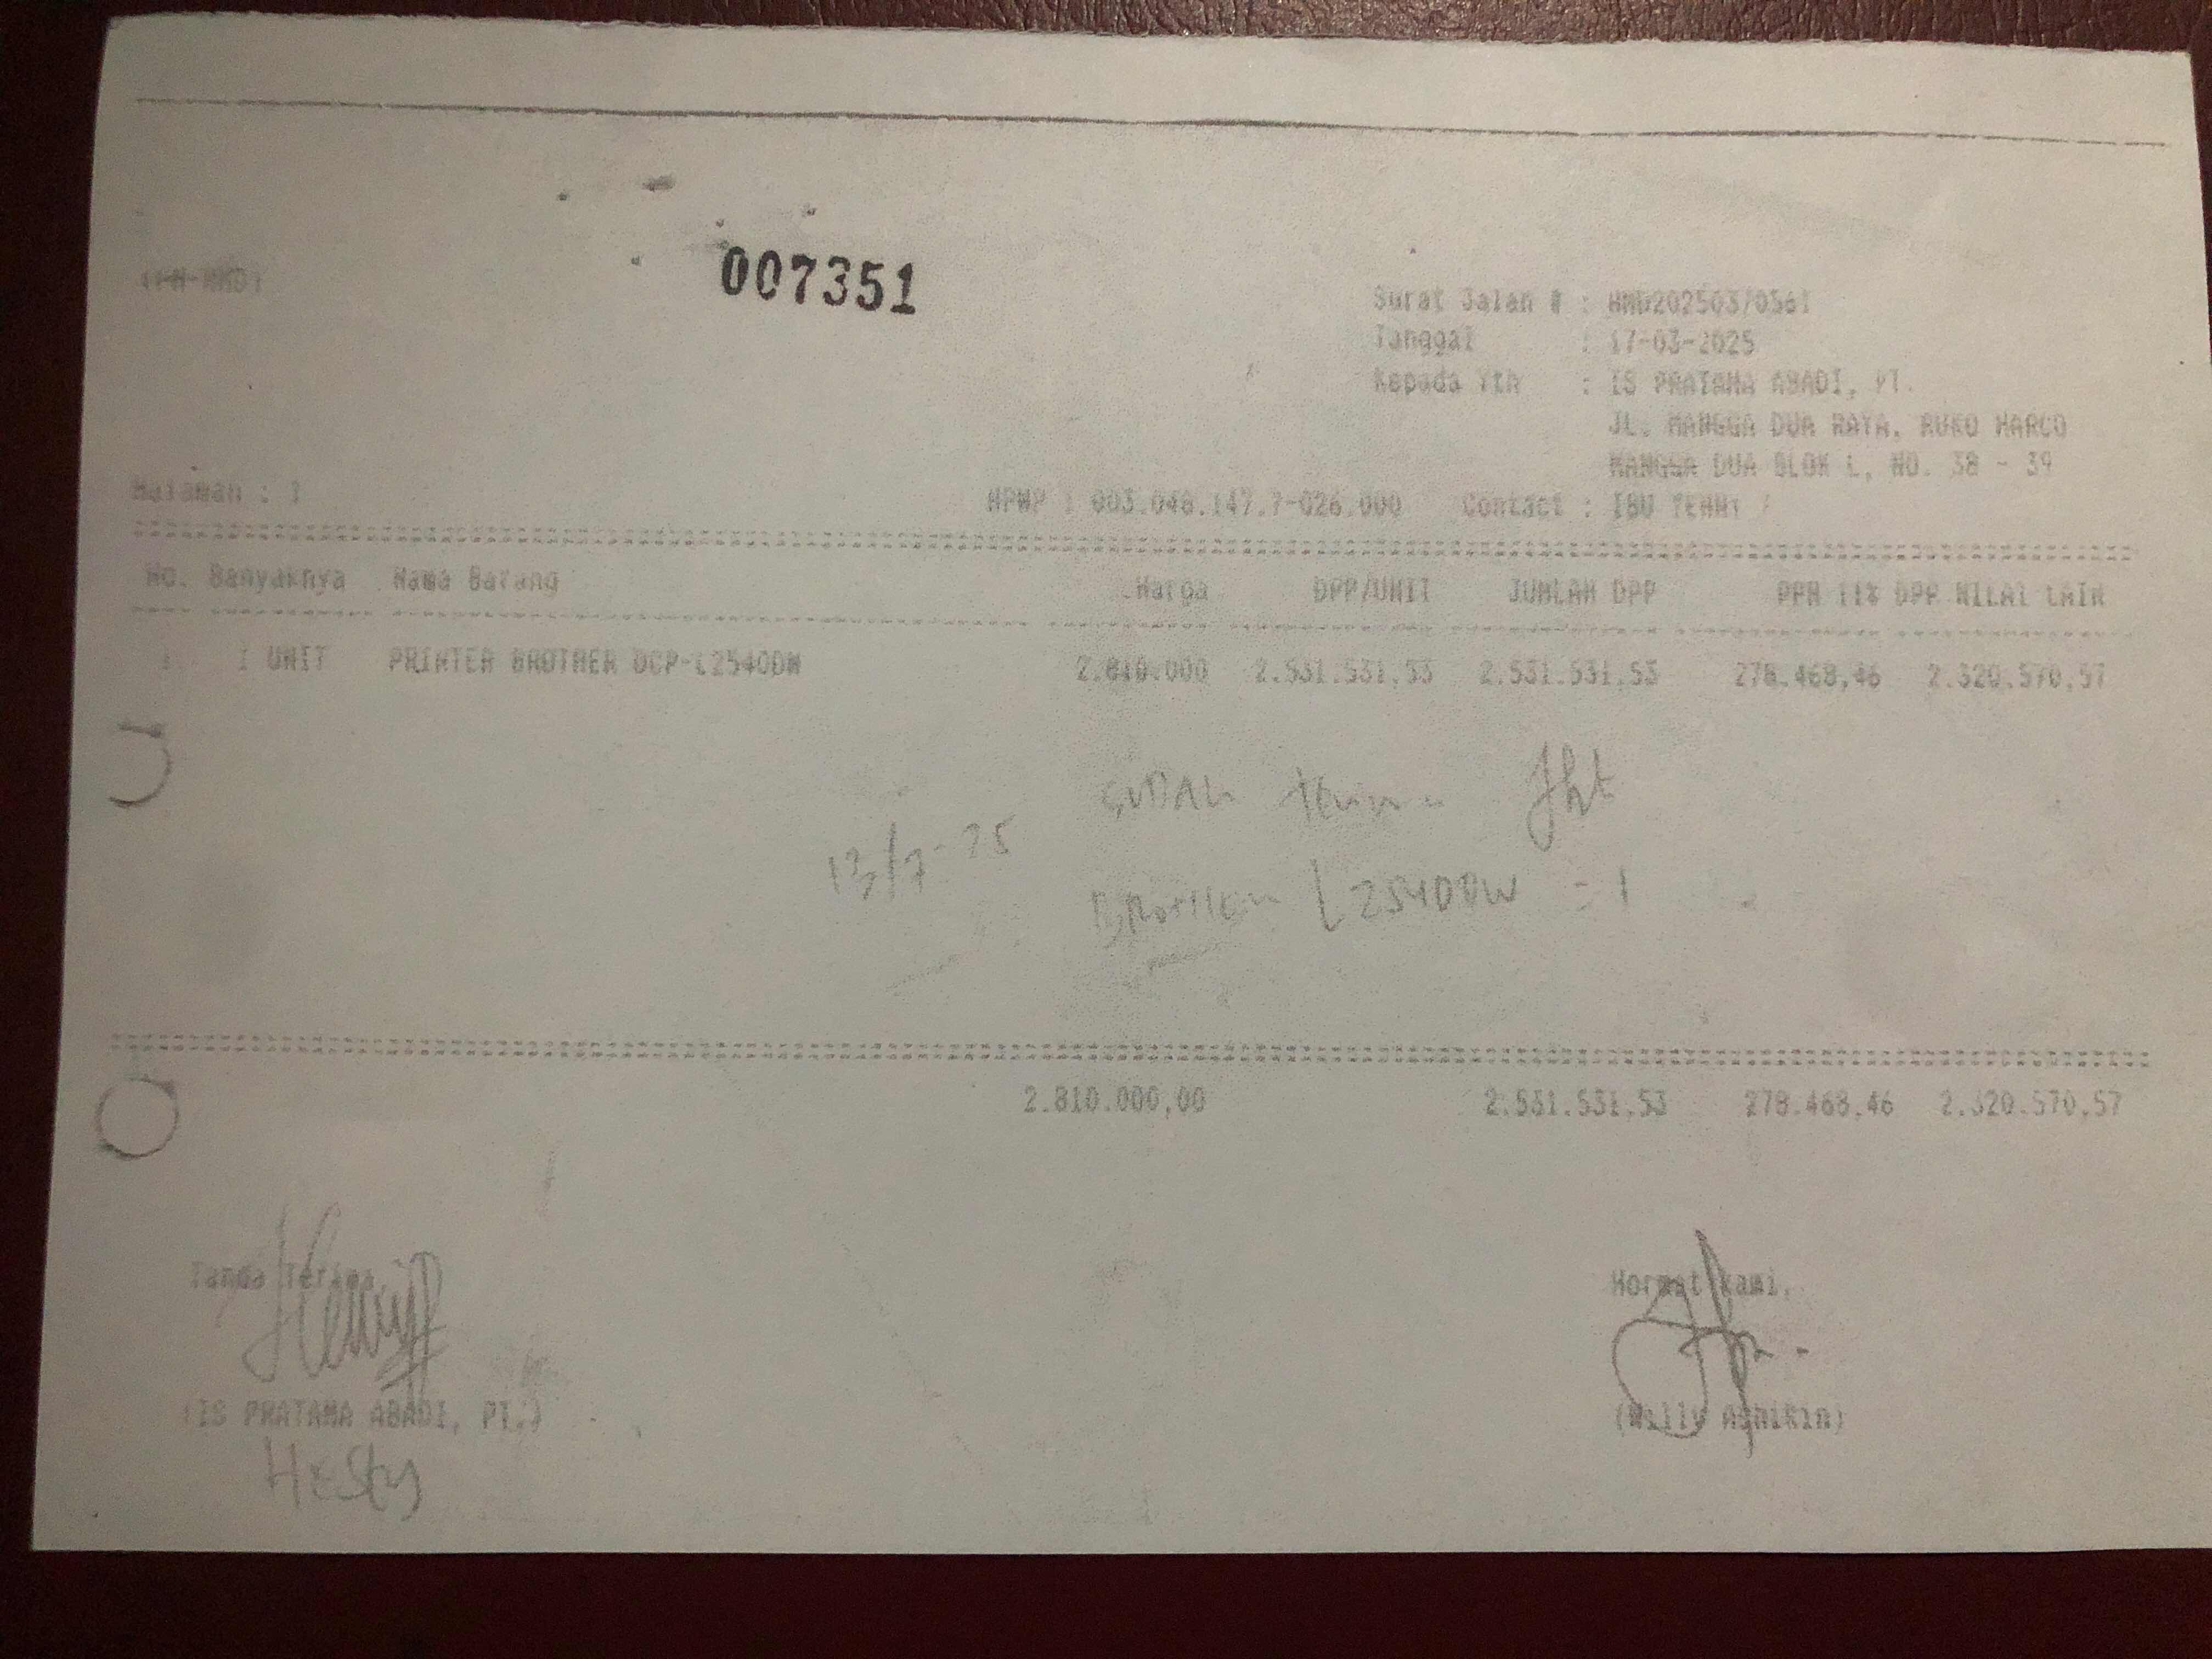 007351
Surat Jalan # : HMD202503/0561
Tanggal : 17-03-2025
Kepada Yth : IS PRATAMA ABADI, PT.
JL. MANGGA DUA RAYA, RUKO MARCO
MANGGA DUA BLOK L, NO. 38 - 39
Halaman : 1 NPWP : 003.048.147.7-026.000 Contact : IBU
No. Banyaknya Nama Barang Harga DPP/UNIT JUMLAH DPP PPN 11% DPP NILAI LAIN
1 UNIT PRINTER BROTHER DCP-L2540DW 2.810.000 2.531.531,53 2.531.531,53 278.468,46 2.320.570,57
SUDAH
13/7-25
L2540DW = 1
2.810.000,00 2.531.531,53 278.468,46 2.320.570,57
Tanda Terima, Hormat kami,
(IS PRATAMA ABADI, PT.) (Willy
Hesty